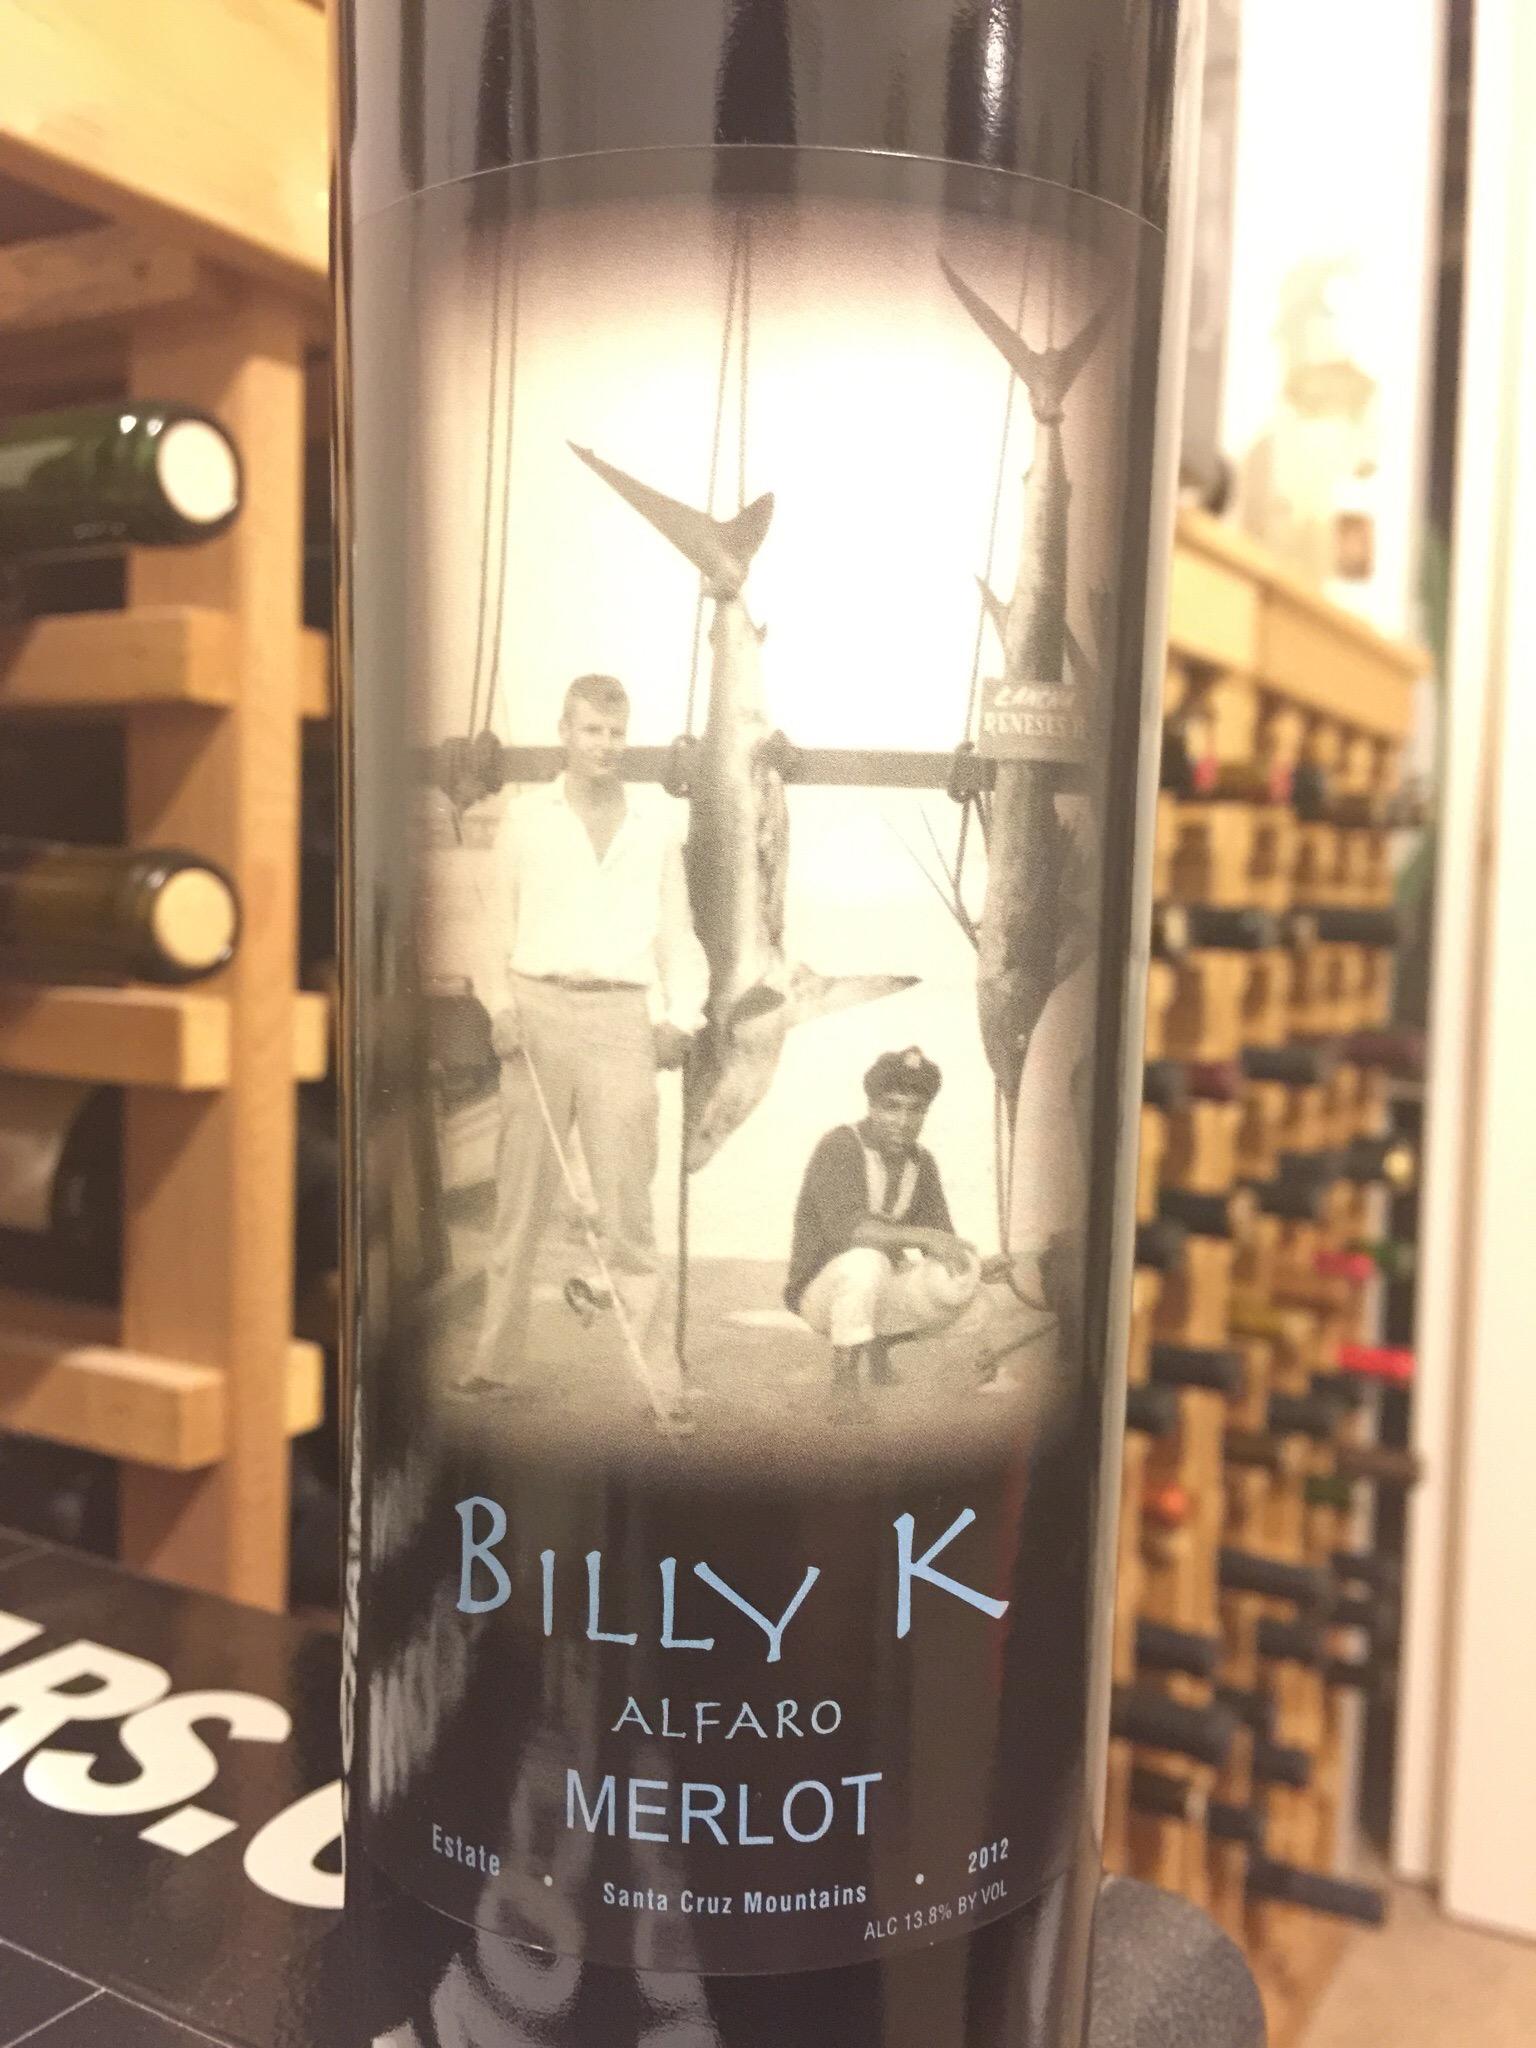 BILLY K
ALFARO
MERLOT
Estate • Santa Cruz Mountains • 2012
ALC 13.8% BY VOL